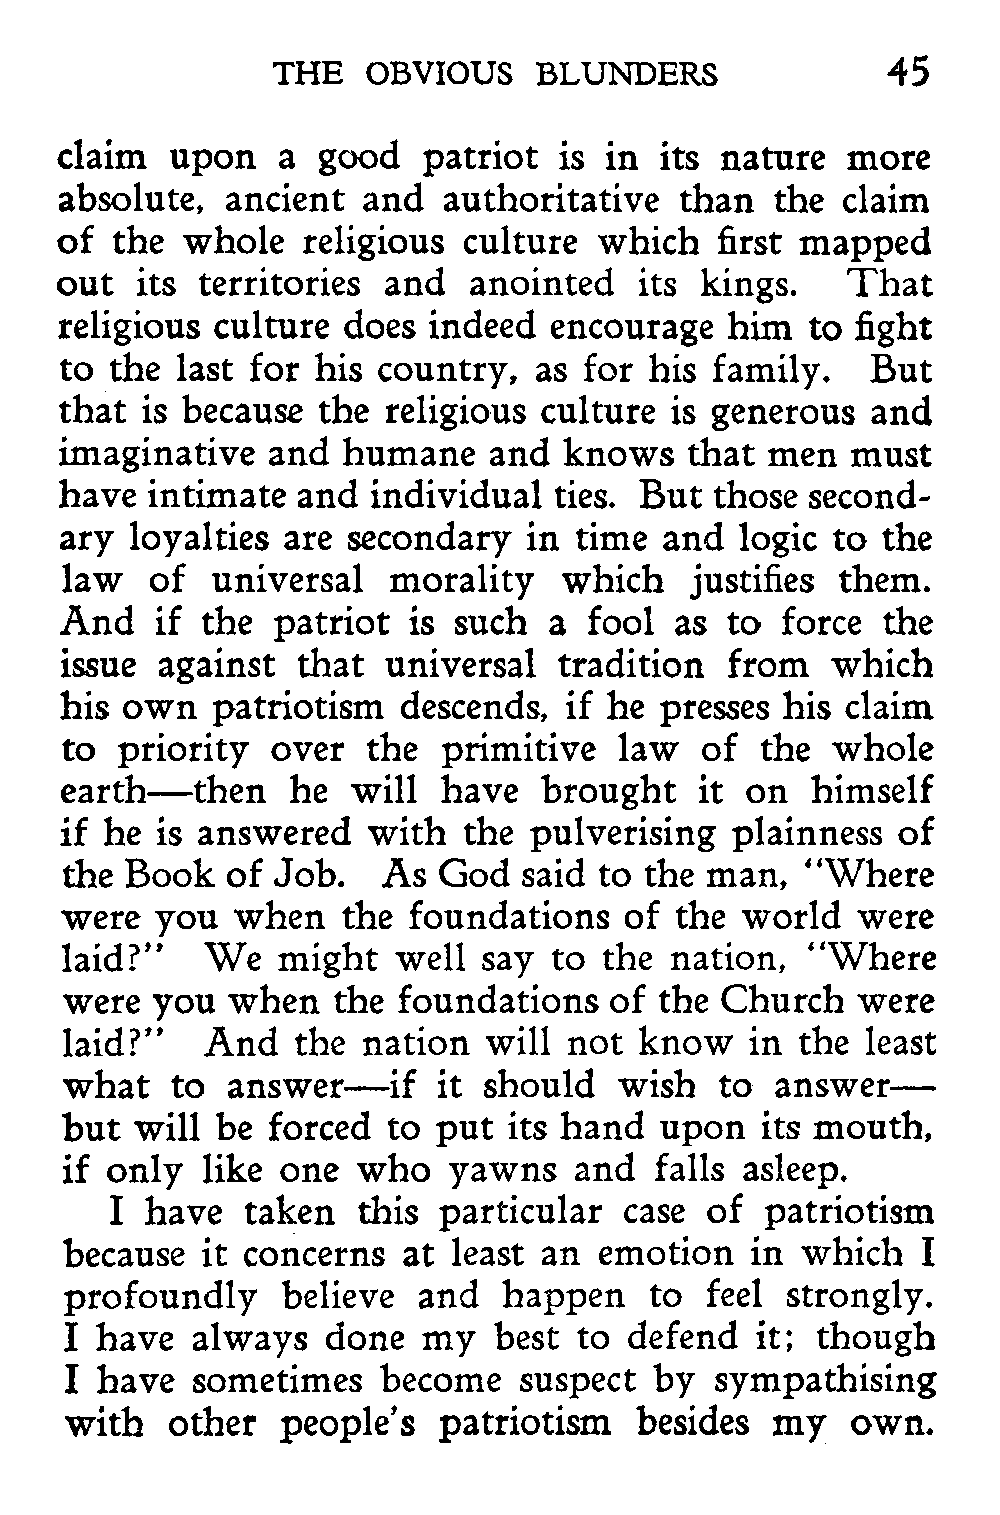 THE OBVIOUS BLUNDERS 45
claim upon a good patriot is in its nature more
absolute, ancient and authoritative than the claim
of the whole religious culture which first mapped
out its territories and anointed its kings. That
religious culture does indeed encourage him to fight
to the last for his country, as for his family. But
that is because the religious culture is generous and
imaginative and humane and knows that men must
have intimate and individual ties. But those second-
ary loyalties are secondary in time and logic to the
law of universal morality which justifies them.
And if the patriot is such a fool as to force the
issue against that universal tradition from which
his own patriotism descends, if he presses his claim
to priority over the primitive law of the whole
earth—then he will have brought it on himself
if he is answered with the pulverising plainness of
the Book of Job. As God said to the man, “Where
were you when the foundations of the world were
laid?” We might well say to the nation, “Where
were you when the foundations of the Church were
laid?” And the nation will not know in the least
what to answer—if it should wish to answer—
but will be forced to put its hand upon its mouth,
if only like one who yawns and falls asleep.
I have taken this particular case of patriotism
because it concerns at least an emotion in which I
profoundly believe and happen to feel strongly.
I have always done my best to defend it; though
I have sometimes become suspect by sympathising
with other people’s patriotism besides my own.